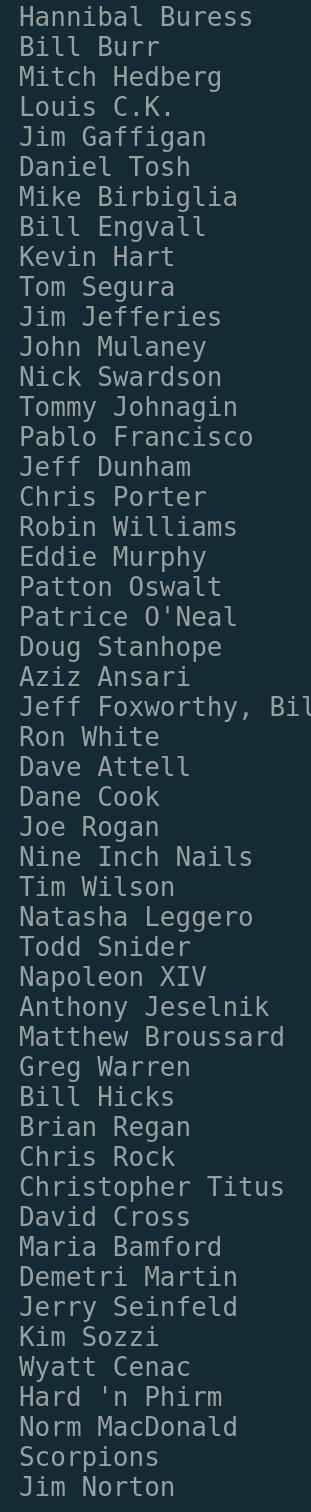 Hannibal Buress
Bill Burr
Mitch Hedberg
Louis C.K.
Jim Gaffigan
Daniel Tosh
Mike Birbiglia
Bill Engvall
Kevin Hart
Tom Segura
Jim Jefferies
John Mulaney
Nick Swardson
Tommy Johnagin
Pablo Francisco
Jeff Dunham
Chris Porter
Robin Williams
Eddie Murphy
Patton Oswalt
Patrice O'Neal
Doug Stanhope
Aziz Ansari
Jeff Foxworthy, Bil
Ron White
Dave Attell
Dane Cook
Joe Rogan
Nine Inch Nails
Tim Wilson
Natasha Leggero
Todd Snider
Napoleon XIV
Anthony Jeselnik
Matthew Broussard
Greg Warren
Bill Hicks
Brian Regan
Chris Rock
Christopher Titus
David Cross
Maria Bamford
Demetri Martin
Jerry Seinfeld
Kim Sozzi
Wyatt Cenac
Hard 'n Phirm
Norm MacDonald
Scorpions
Jim Norton